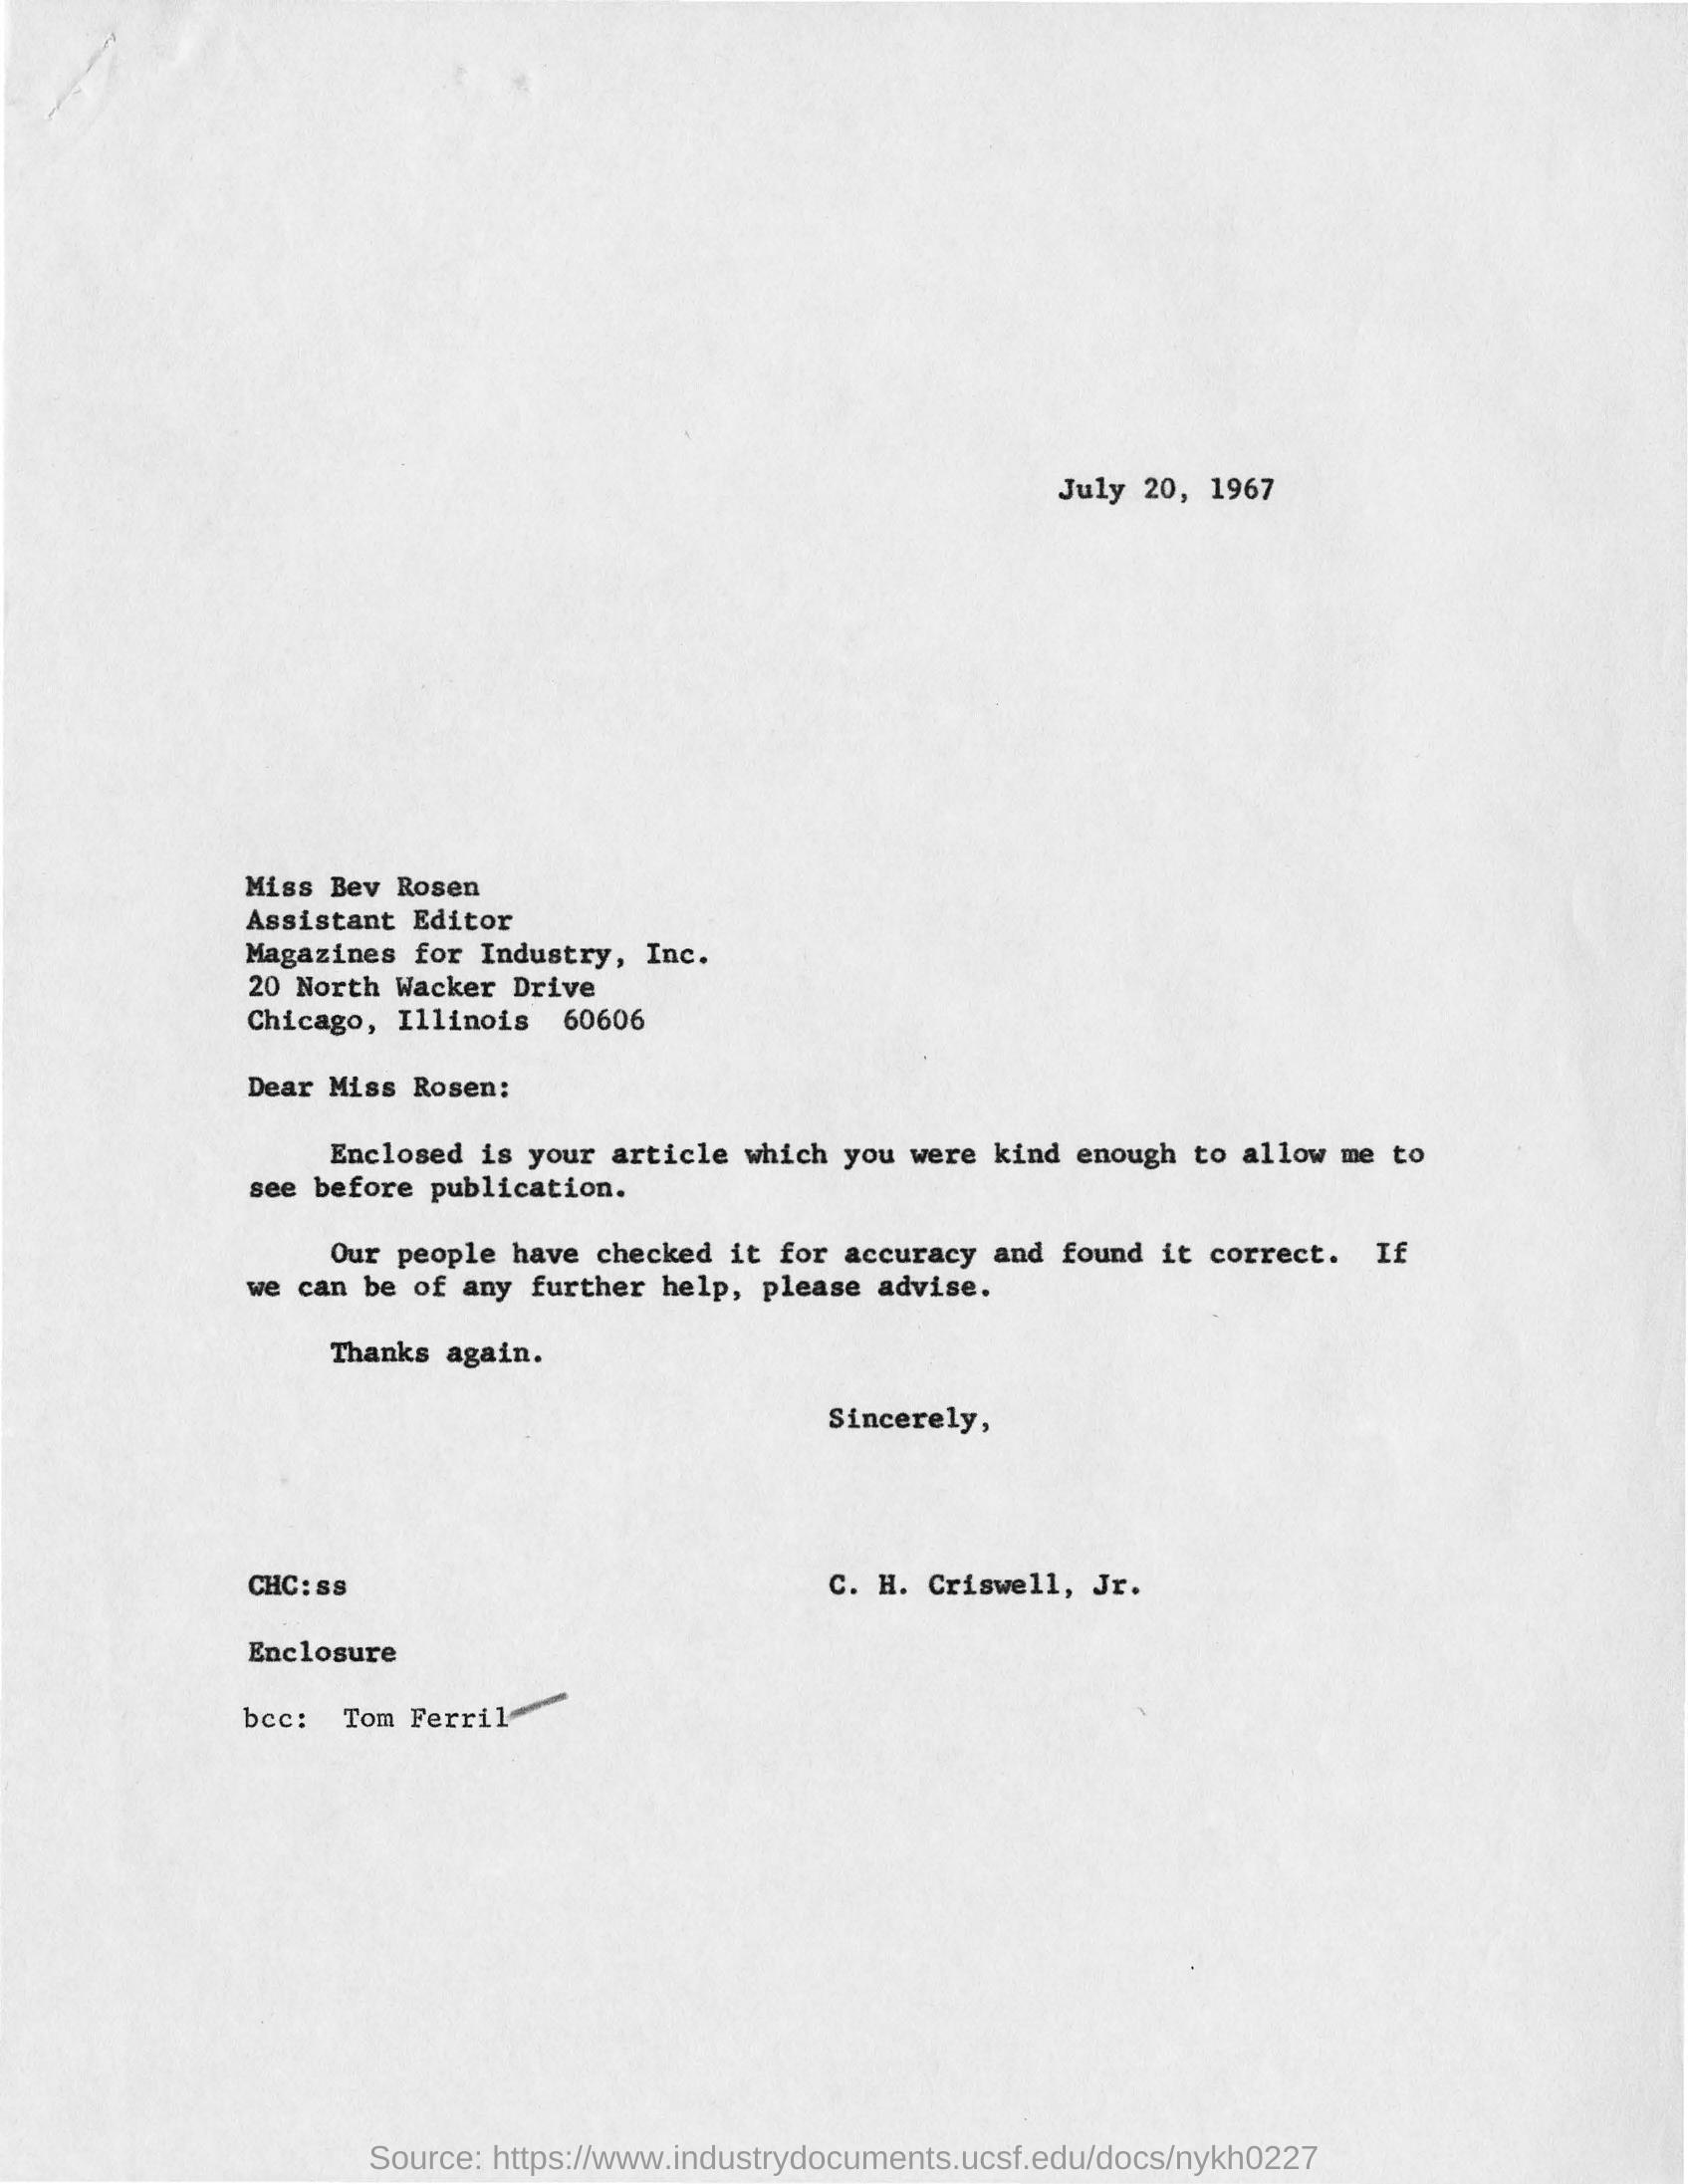 July 20, 1967
Miss Bev Rosen
Assistant Editor
Magazines for Industry, Inc.
20 North Wacker Drive
Chicago, Illinois  60606
Dear Miss Rosen:
Enclosed is your article which you were kind enough to allow me to
see before publication.
Our people have checked it for accuracy and found it correct.  If
we can be of any further help, please advise.
Thanks again.
Sincerely,
CHC:ss C. H. Criswell, Jr.
Enclosure
bcc:  Tom Ferril
Source: https://www.industrydocuments.ucsf.edu/docs/nykh0227